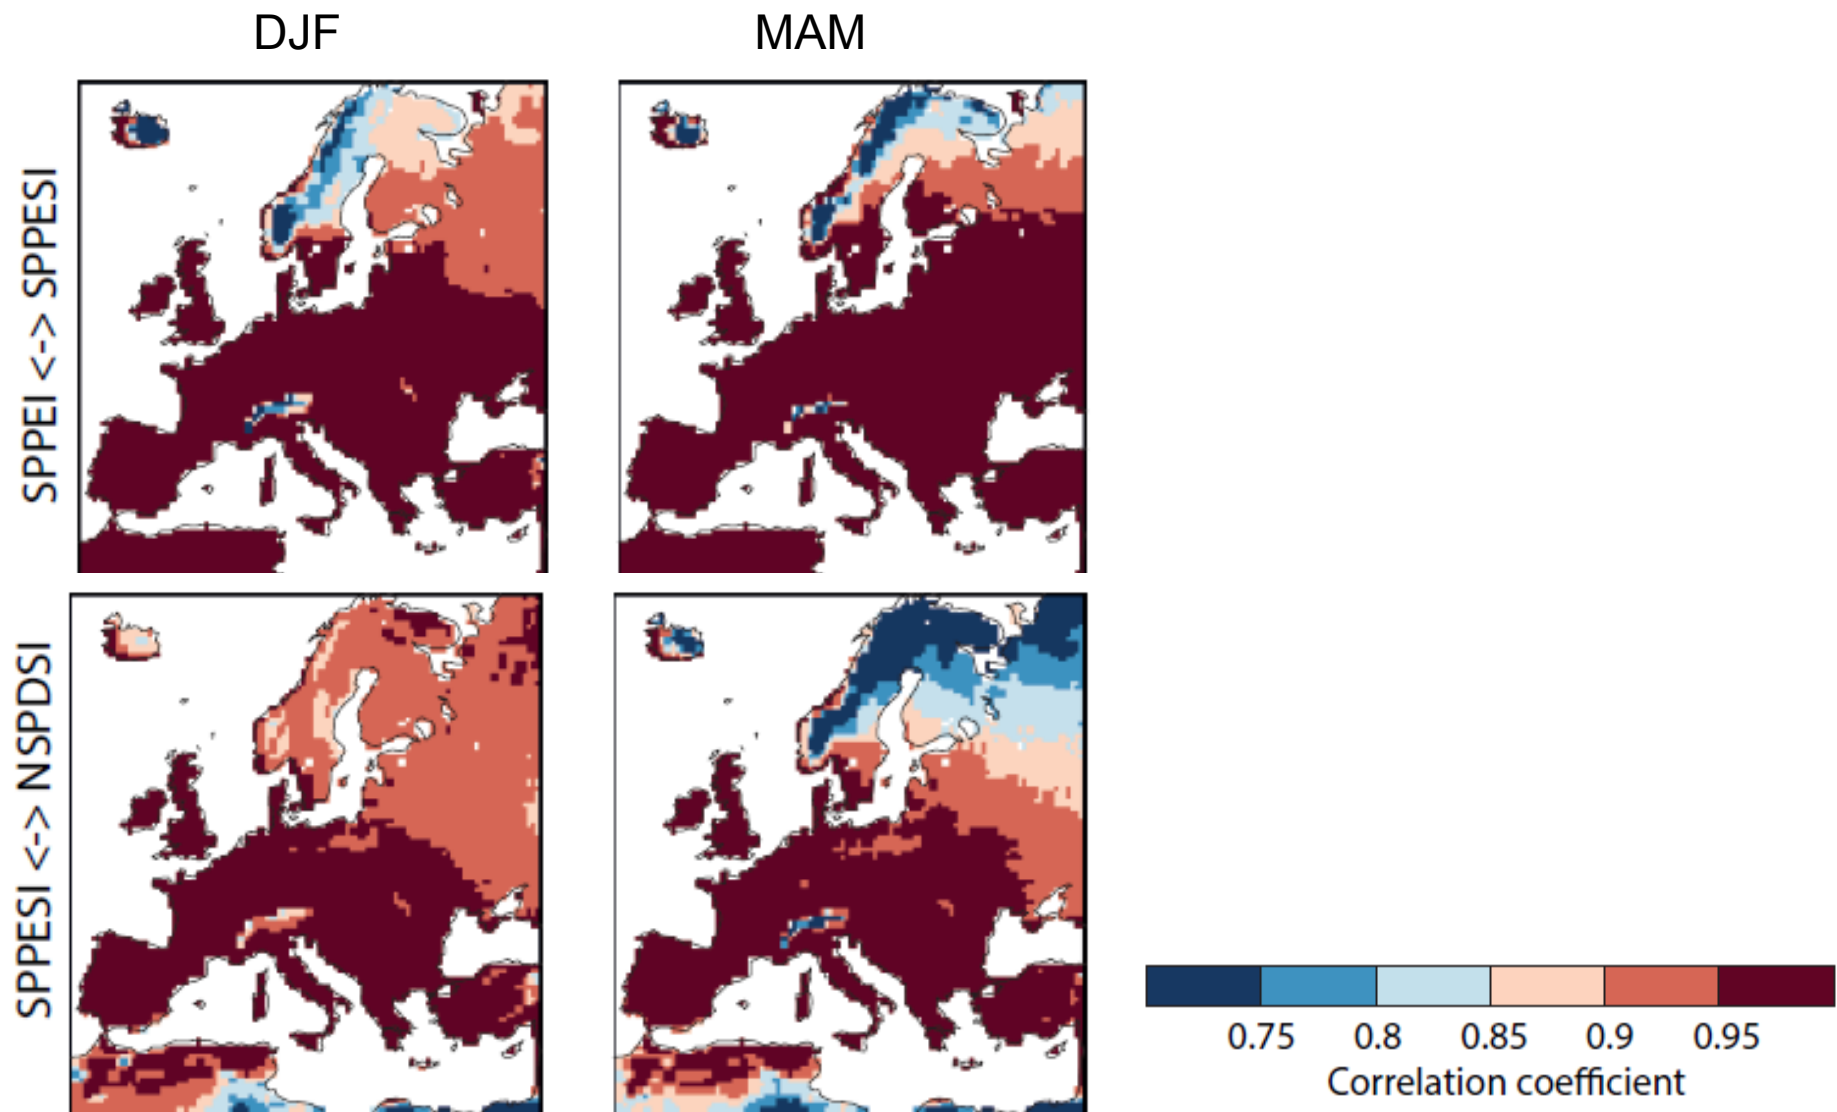 DJF
MAM
SPPEI <-> SPPESI
SPPESI <-> NSPDSI
0.75 0.8 0.85 0.9 0.95
Correlation coefficient